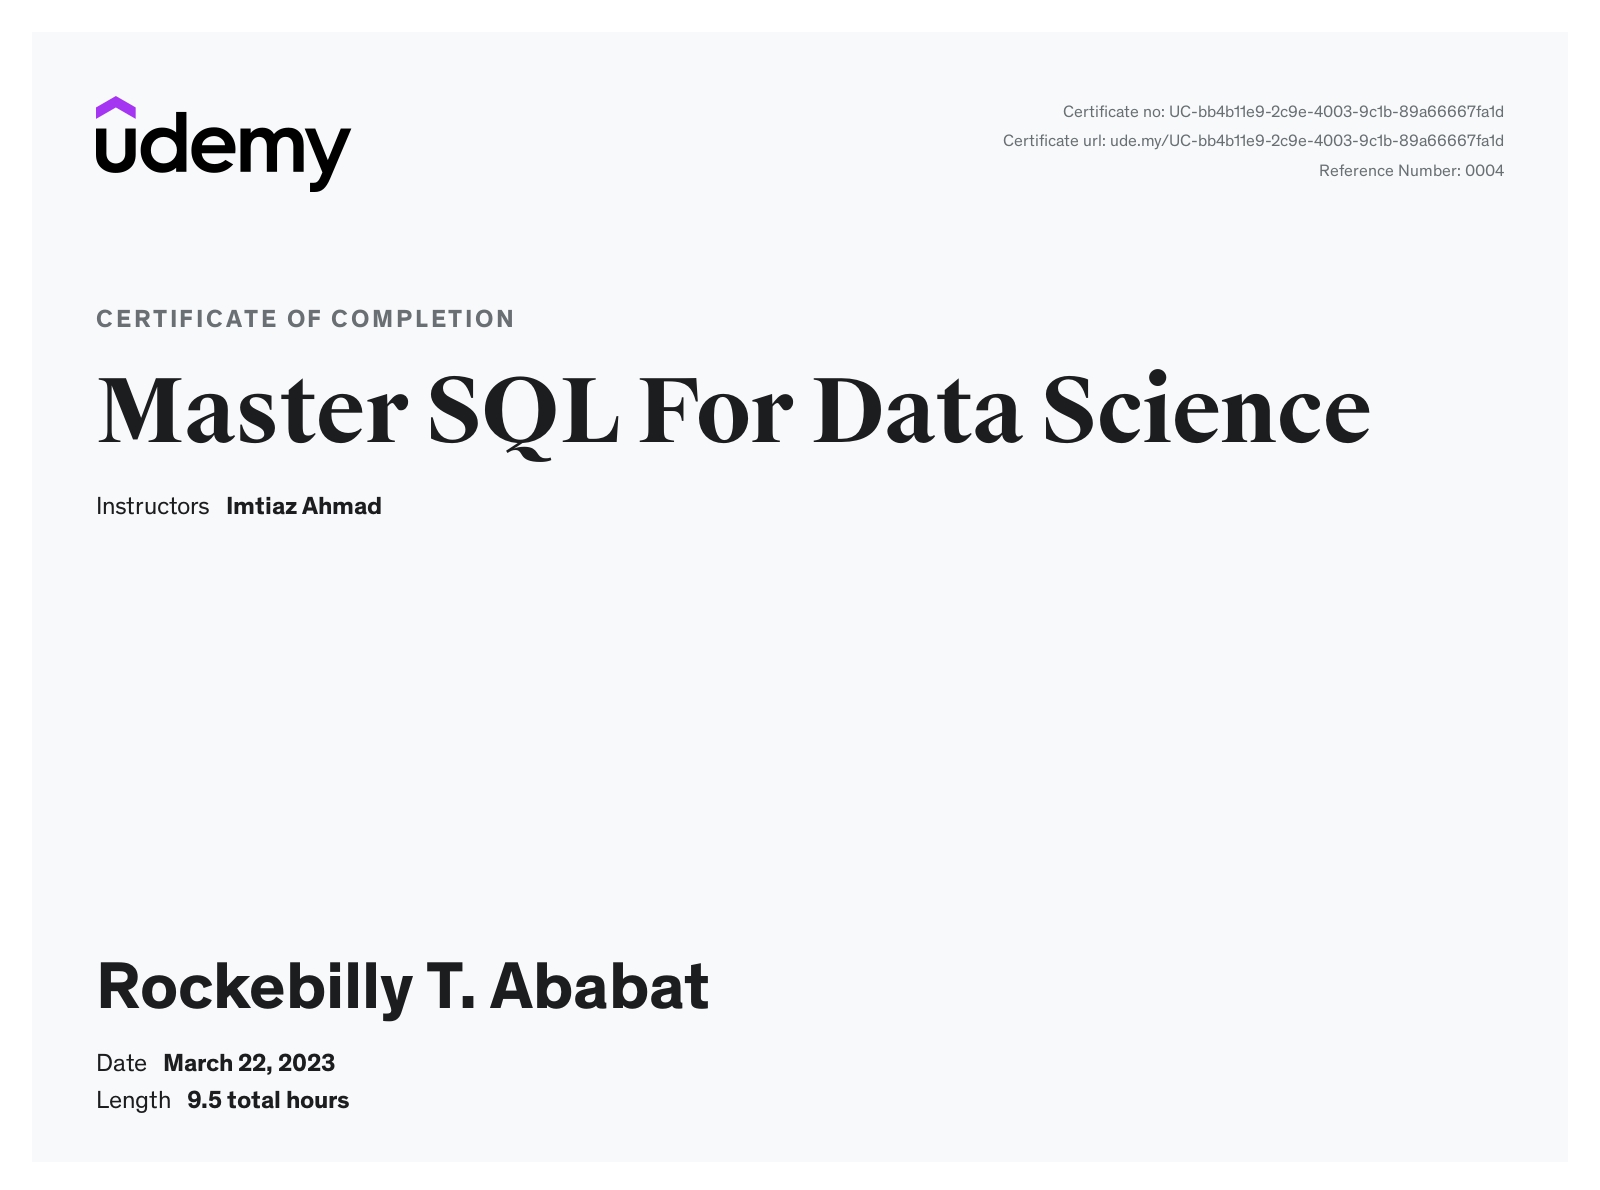 udemy
Certificate no: UC-bb4b11e9-2c9e-4003-9c1b-89a66667fa1d
Certificate url: ude.my/UC-bb4b11e9-2c9e-4003-9c1b-89a66667fa1d
Reference Number: 0004
CERTIFICATE OF COMPLETION
Master SQL For Data Science
Instructors Imtiaz Ahmad
Rockebilly T. Ababat
Date March 22, 2023
Length 9.5 total hours